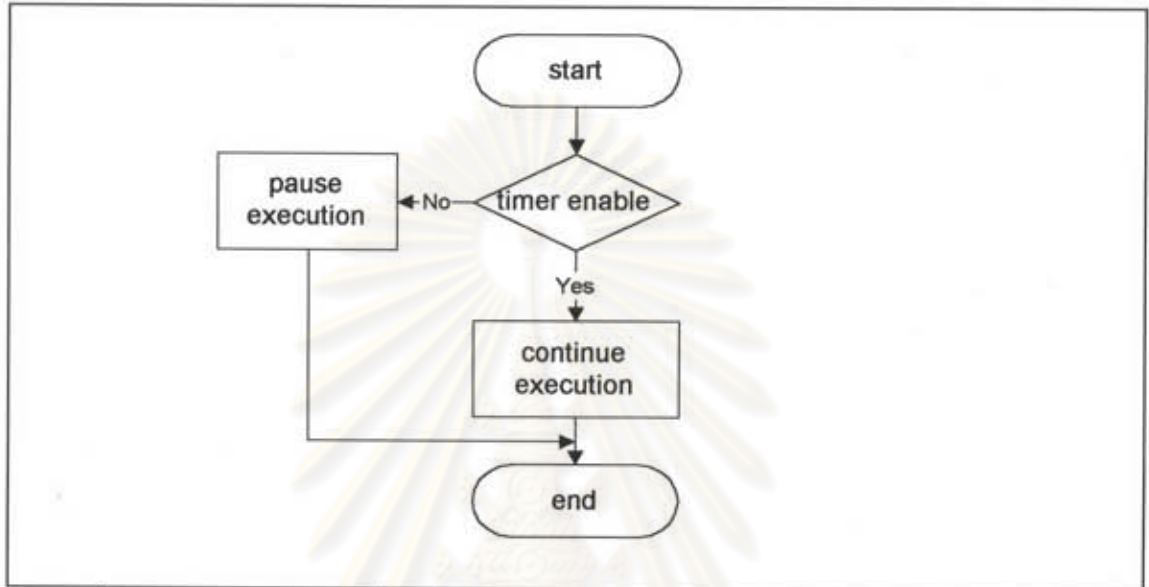 start
timer enable
No
pause
execution
Yes
continue
execution
end